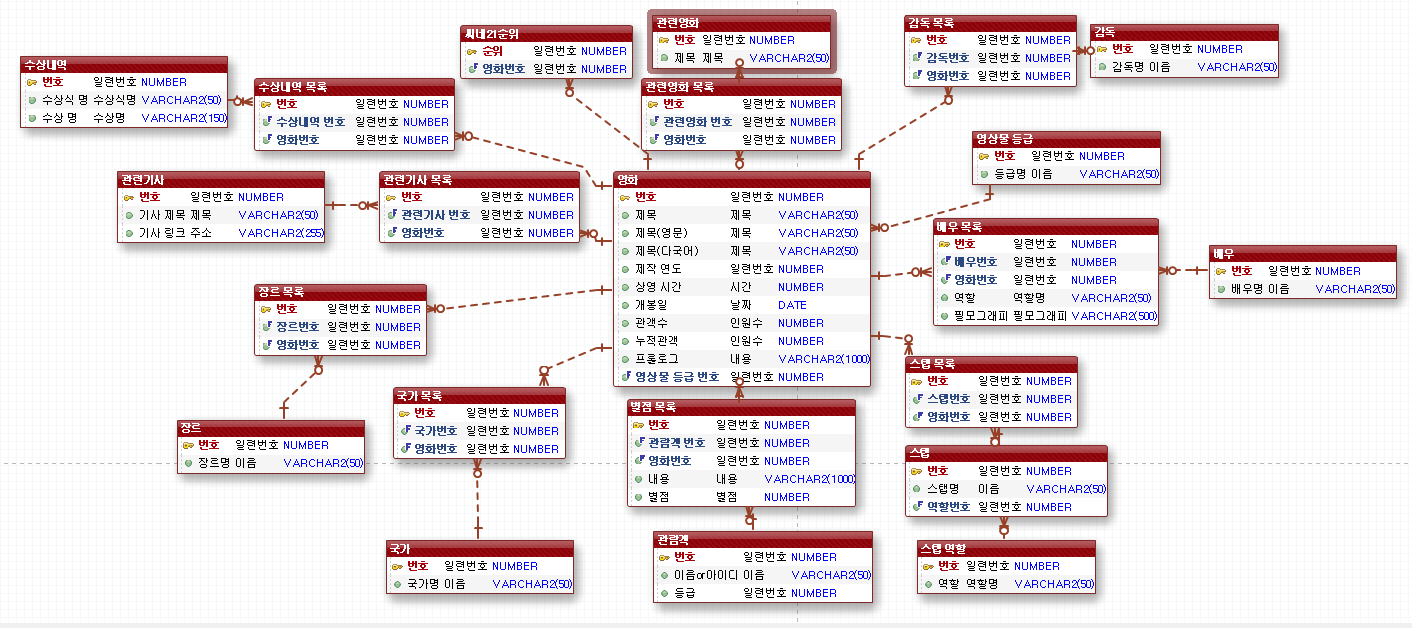 수상내역
번호 일련번호 NUMBER
수상식 명 수상식명 VARCHAR2(50)
수상 명 수상명 VARCHAR2(150)
수상내역 목록
번호 일련번호 NUMBER
수상내역 번호 일련번호 NUMBER
영화번호 일련번호 NUMBER
씨네21순위
순위 일련번호 NUMBER
영화번호 일련번호 NUMBER
관련영화
번호 일련번호 NUMBER
제목 제목 VARCHAR2(50)
관련영화 목록
번호 일련번호 NUMBER
관련영화 번호 일련번호 NUMBER
영화번호 일련번호 NUMBER
감독 목록
번호 일련번호 NUMBER
감독번호 일련번호 NUMBER
영화번호 일련번호 NUMBER
감독
번호 일련번호 NUMBER
감독명 이름 VARCHAR2(50)
영상물 등급
번호 일련번호 NUMBER
등급명 이름 VARCHAR2(50)
관련기사
번호 일련번호 NUMBER
기사 제목 제목 VARCHAR2(50)
기사 링크 주소 VARCHAR2(255)
관련기사 목록
번호 일련번호 NUMBER
관련기사 번호 일련번호 NUMBER
영화번호 일련번호 NUMBER
영화
번호 일련번호 NUMBER
제목 제목 VARCHAR2(50)
제목(영문) 제목 VARCHAR2(50)
제목(다국어) 제목 VARCHAR2(50)
제작 연도 일련번호 NUMBER
상영 시간 시간 NUMBER
개봉일 날짜 DATE
관객수 인원수 NUMBER
누적관객 인원수 NUMBER
프롤로그 내용 VARCHAR2(1000)
영상물 등급 번호 일련번호 NUMBER
배우 목록
번호 일련번호 NUMBER
배우번호 일련번호 NUMBER
영화번호 일련번호 NUMBER
역할 역할명 VARCHAR2(50)
필모그래피 필모그래피 VARCHAR2(500)
배우
번호 일련번호 NUMBER
배우명 이름 VARCHAR2(50)
장르 목록
번호 일련번호 NUMBER
장르번호 일련번호 NUMBER
영화번호 일련번호 NUMBER
장르
번호 일련번호 NUMBER
장르명 이름 VARCHAR2(50)
국가 목록
번호 일련번호 NUMBER
국가번호 일련번호 NUMBER
영화번호 일련번호 NUMBER
국가
번호 일련번호 NUMBER
국가명 이름 VARCHAR2(50)
별점 목록
번호 일련번호 NUMBER
관람객 번호 일련번호 NUMBER
영화번호 일련번호 NUMBER
내용 내용 VARCHAR2(1000)
별점 별점 NUMBER
관람객
번호 일련번호 NUMBER
이름or아이디 이름 VARCHAR2(50)
등급 일련번호 NUMBER
스탭 목록
번호 일련번호 NUMBER
스탭번호 일련번호 NUMBER
영화번호 일련번호 NUMBER
스탭
번호 일련번호 NUMBER
스탭명 이름 VARCHAR2(50)
역할번호 일련번호 NUMBER
스탭 역할
번호 일련번호 NUMBER
역할 역할명 VARCHAR2(50)